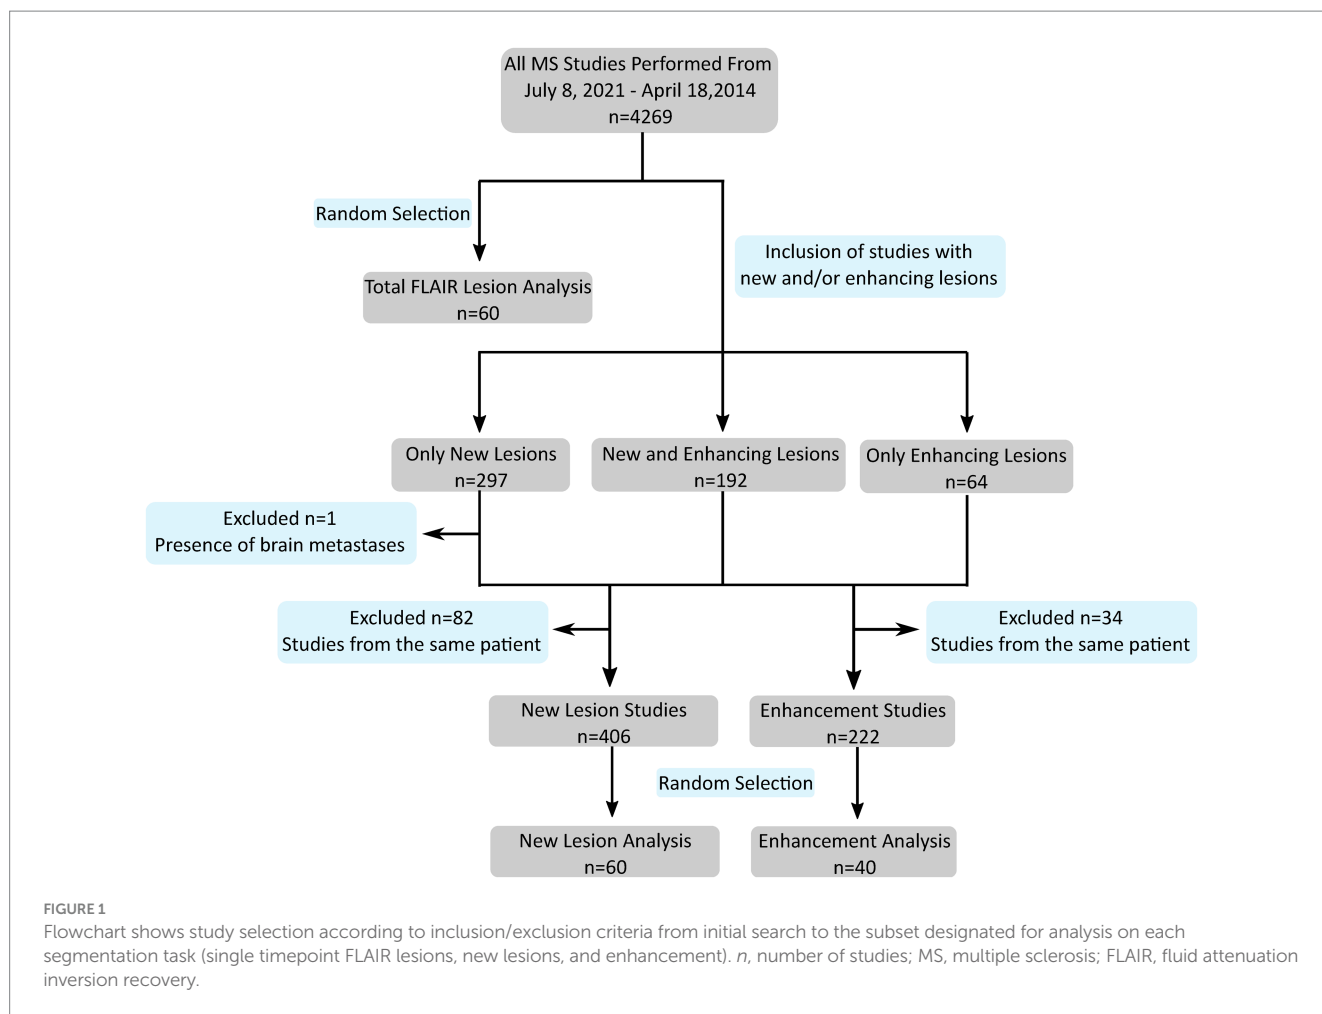 All MS Studies Performed From
July 8, 2021 - April 18,2014
n=4269
Random Selection
Inclusion of studies with
new and/or enhancing lesions
Total FLAIR Lesion Analysis
n=60
Only New Lesions
n=297
New and Enhancing Lesions
n=192
Only Enhancing Lesions
n=64
Excluded n=1
Presence of brain metastases
Excluded n=82
Studies from the same patient
Excluded n=34
Studies from the same patient
New Lesion Studies
n=406
Enhancement Studies
n=222
Random Selection
New Lesion Analysis
n=60
Enhancement Analysis
n=40
FIGURE 1
Flowchart shows study selection according to inclusion/exclusion criteria from initial search to the subset designated for analysis on each
segmentation task (single timepoint FLAIR lesions, new lesions, and enhancement). n, number of studies; MS, multiple sclerosis; FLAIR, fluid attenuation
inversion recovery.